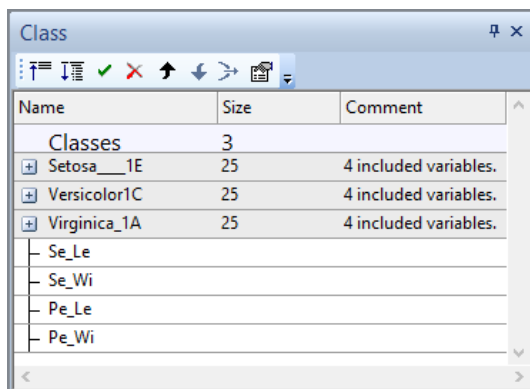 Class
Name Size Comment
Classes 3
Setosa___1E 25 4 included variables.
Versicolor1C 25 4 included variables.
Virginica_1A 25 4 included variables.
Se_Le
Se_Wi
Pe_Le
Pe_Wi